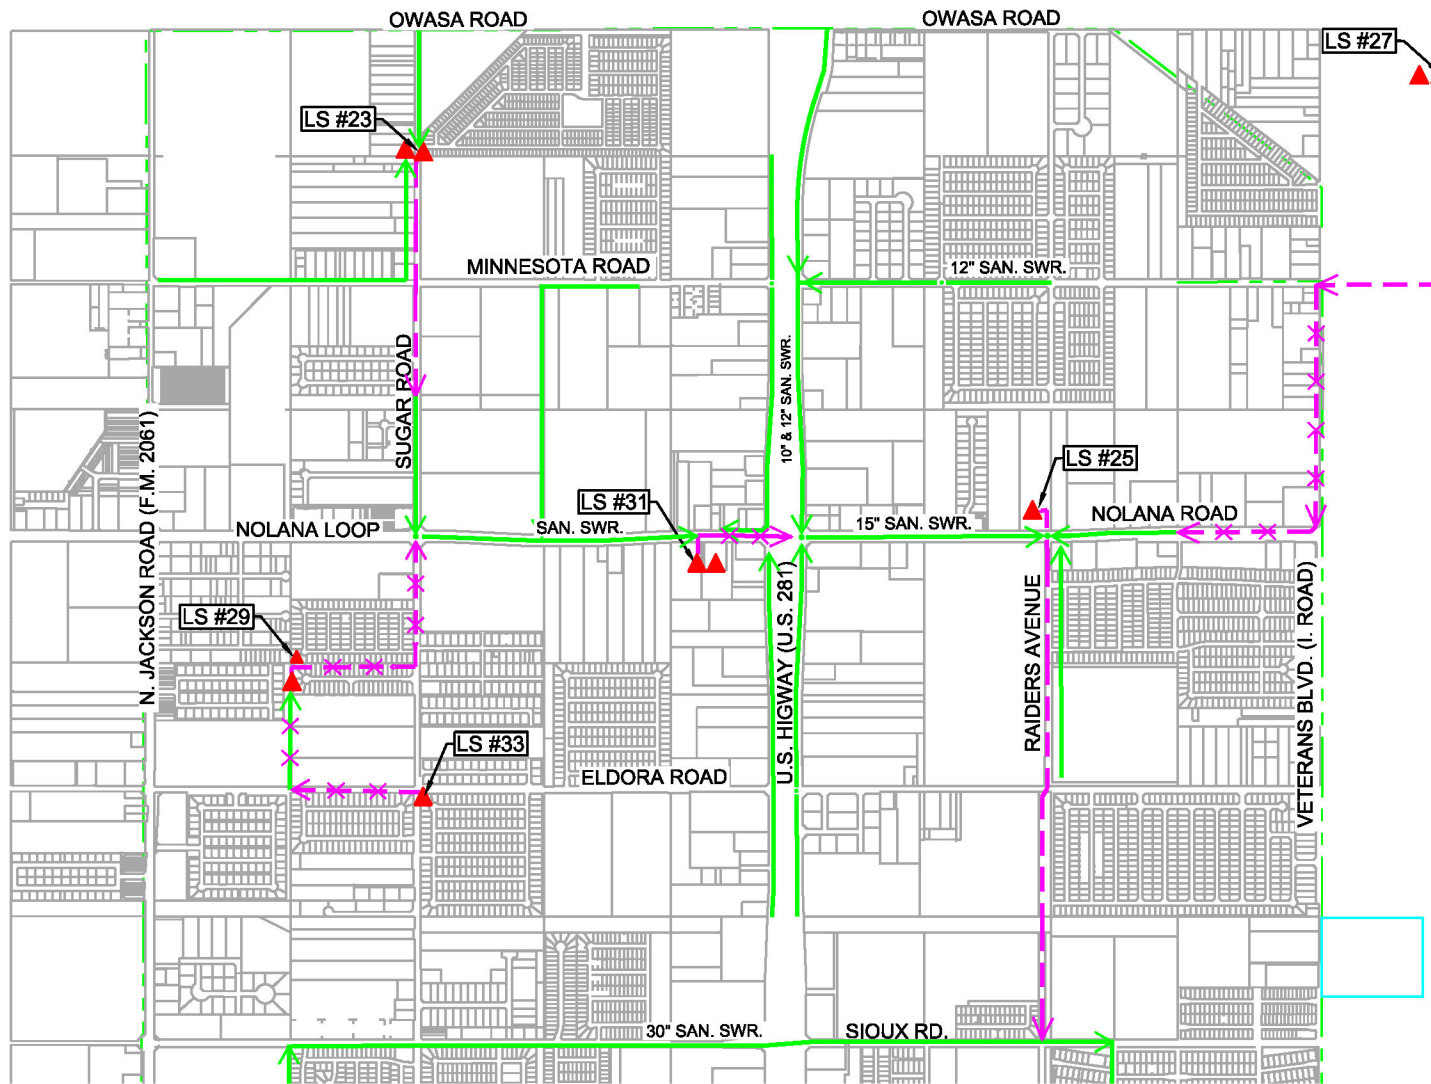 OWASA ROAD
OWASA ROAD
LS #27
LS #23
MINNESOTA ROAD
12" SAN. SWR.
SUGAR ROAD
10" & 12" SAN. SWR.
N. JACKSON ROAD (F.M. 2061)
LS #25
LS #31
NOLANA LOOP
SAN. SWR.
15" SAN. SWR.
NOLANA ROAD
U.S. HIGWAY (U.S. 281)
RAIDERS AVENUE
VETERANS BLVD. (I. ROAD)
LS #29
LS #33
ELDORA ROAD
30" SAN. SWR.
SIOUX RD.